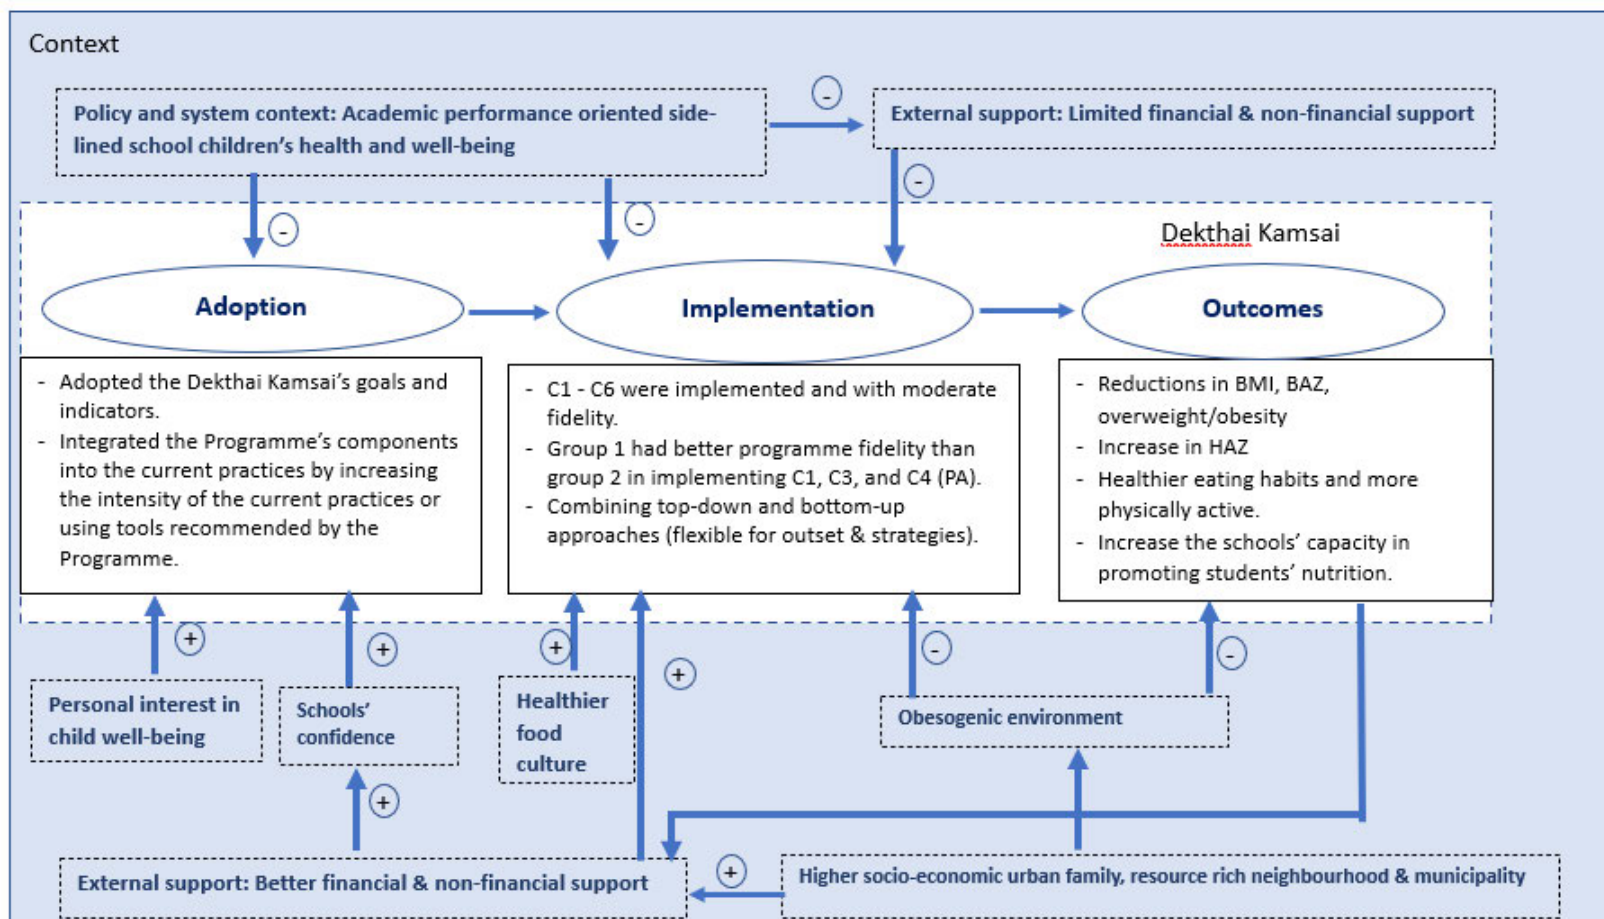 Context
Policy and system context: Academic performance oriented side-
lined school children’s health and well-being
-
External support: Limited financial & non-financial support
-
-
-
Dekthai Kamsai
Adoption
Implementation
Outcomes
- Adopted the Dekthai Kamsai’s goals and
indicators.
- Integrated the Programme’s components
into the current practices by increasing
the intensity of the current practices or
using tools recommended by the
Programme.
- C1 - C6 were implemented and with moderate
fidelity.
- Group 1 had better programme fidelity than
group 2 in implementing C1, C3, and C4 (PA).
- Combining top-down and bottom-up
approaches (flexible for outset & strategies).
- Reductions in BMI, BAZ,
overweight/obesity
- Increase in HAZ
- Healthier eating habits and more
physically active.
- Increase the schools’ capacity in
promoting students’ nutrition.
+
+
+
+
-
-
Personal interest in
child well-being
Schools’
confidence
Healthier
food
culture
Obesogenic environment
+
External support: Better financial & non-financial support
+
Higher socio-economic urban family, resource rich neighbourhood & municipality